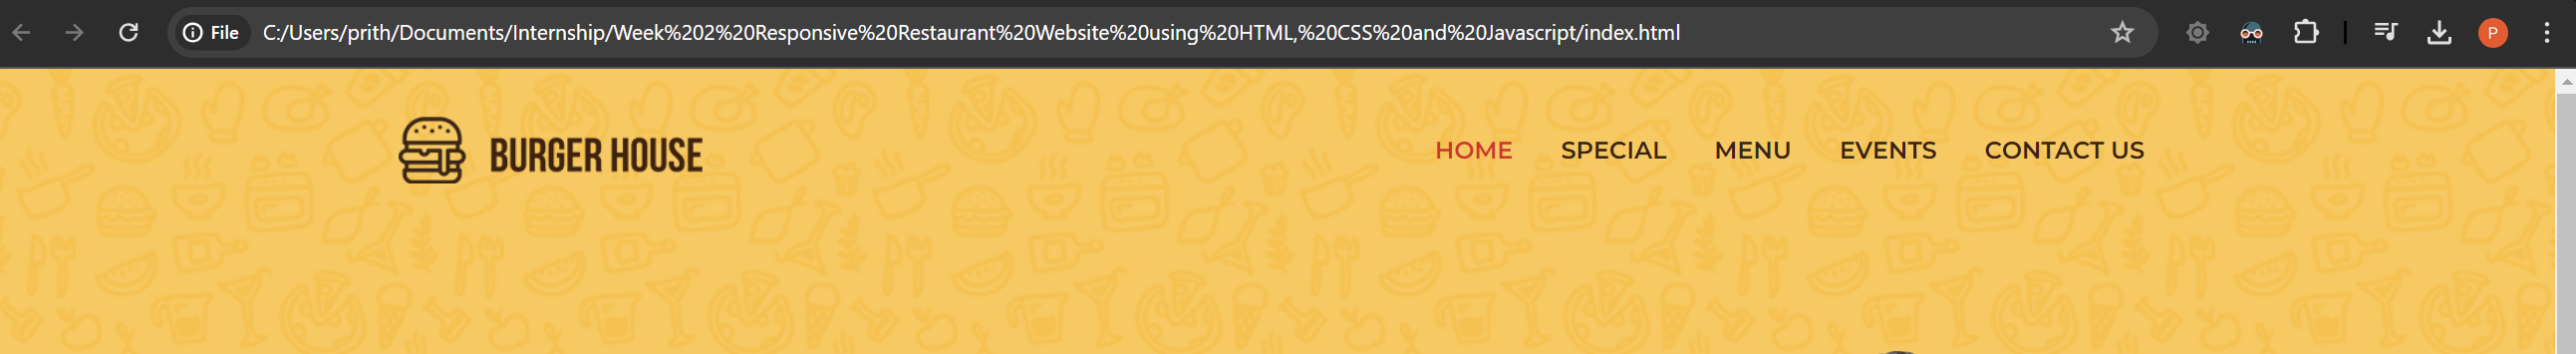 File C:/Users/prith/Documents/Internship/Week%202%20Responsive%20Restaurant%20Website%20using%20HTML,%20CSS%20and%20Javascript/index.html P
BURGER HOUSE HOME SPECIAL MENU EVENTS CONTACT US